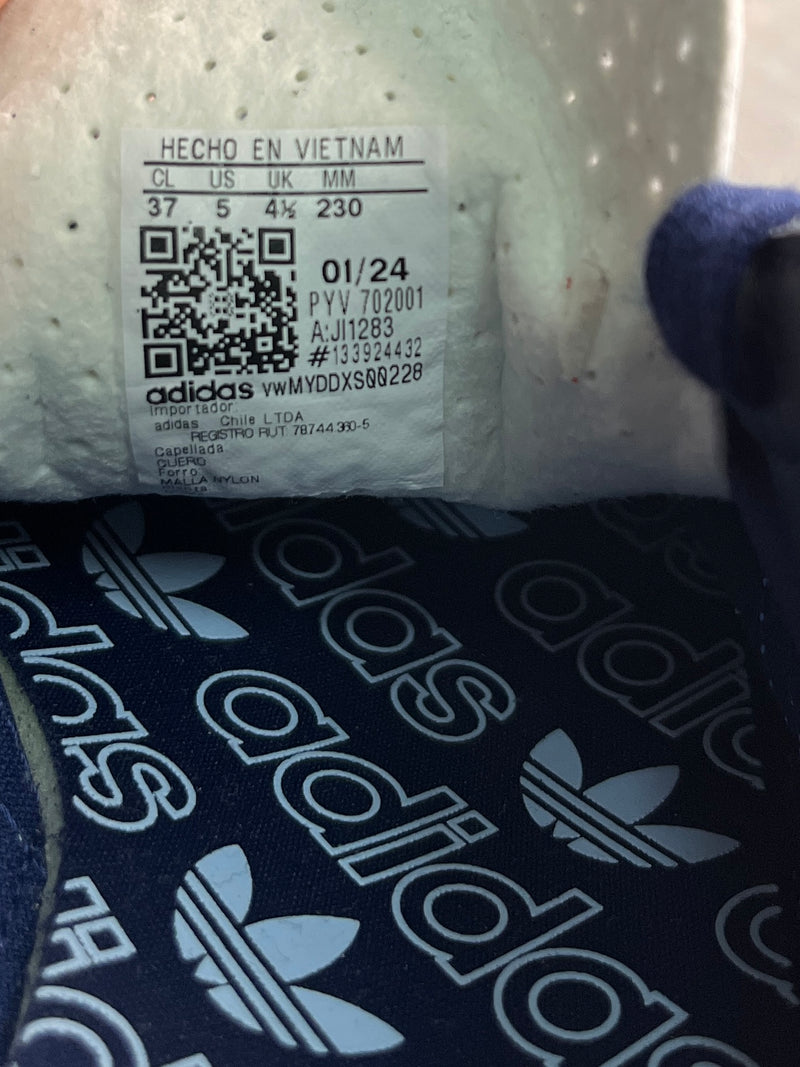 HECHO EN VIETNAM
CL US UK MM
37 5 4½ 230
01/24
PYV 702001
A:JI1283
#133924432
adidas vwMYDDXS00228
Importador
adidas Chile LTDA
REGISTRO RUT 78744360-5
Capellada
CUERO
Forro
MALLA NYLON
adidas
adidas
adidas
adidas